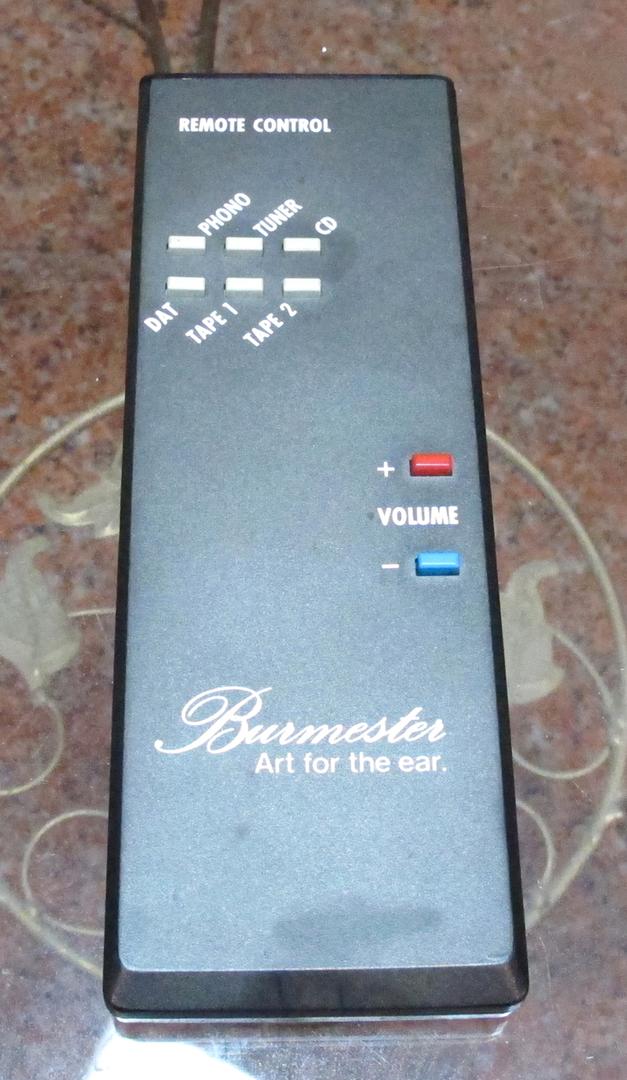 REMOTE CONTROL
PHONO TUNER CD
DAT TAPE 1 TAPE 2
+
VOLUME
−
Burmester
Art for the ear.